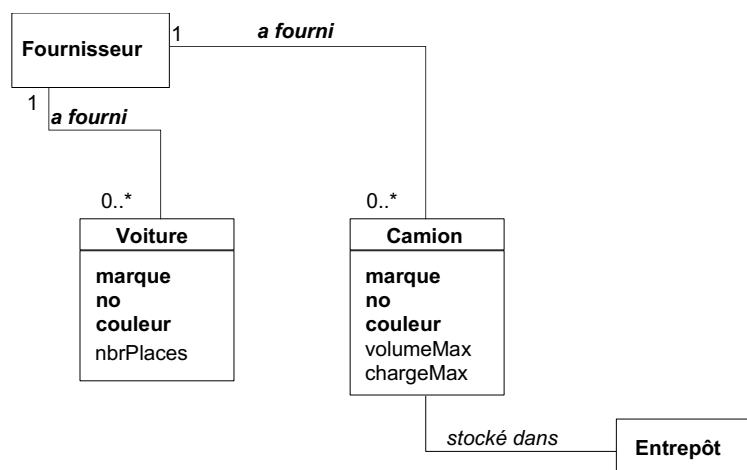 Fournisseur
1
a fourni
1
a fourni
0..*
0..*
Voiture
marque
no
couleur
nbrPlaces
Camion
marque
no
couleur
volumeMax
chargeMax
stocké dans
Entrepôt